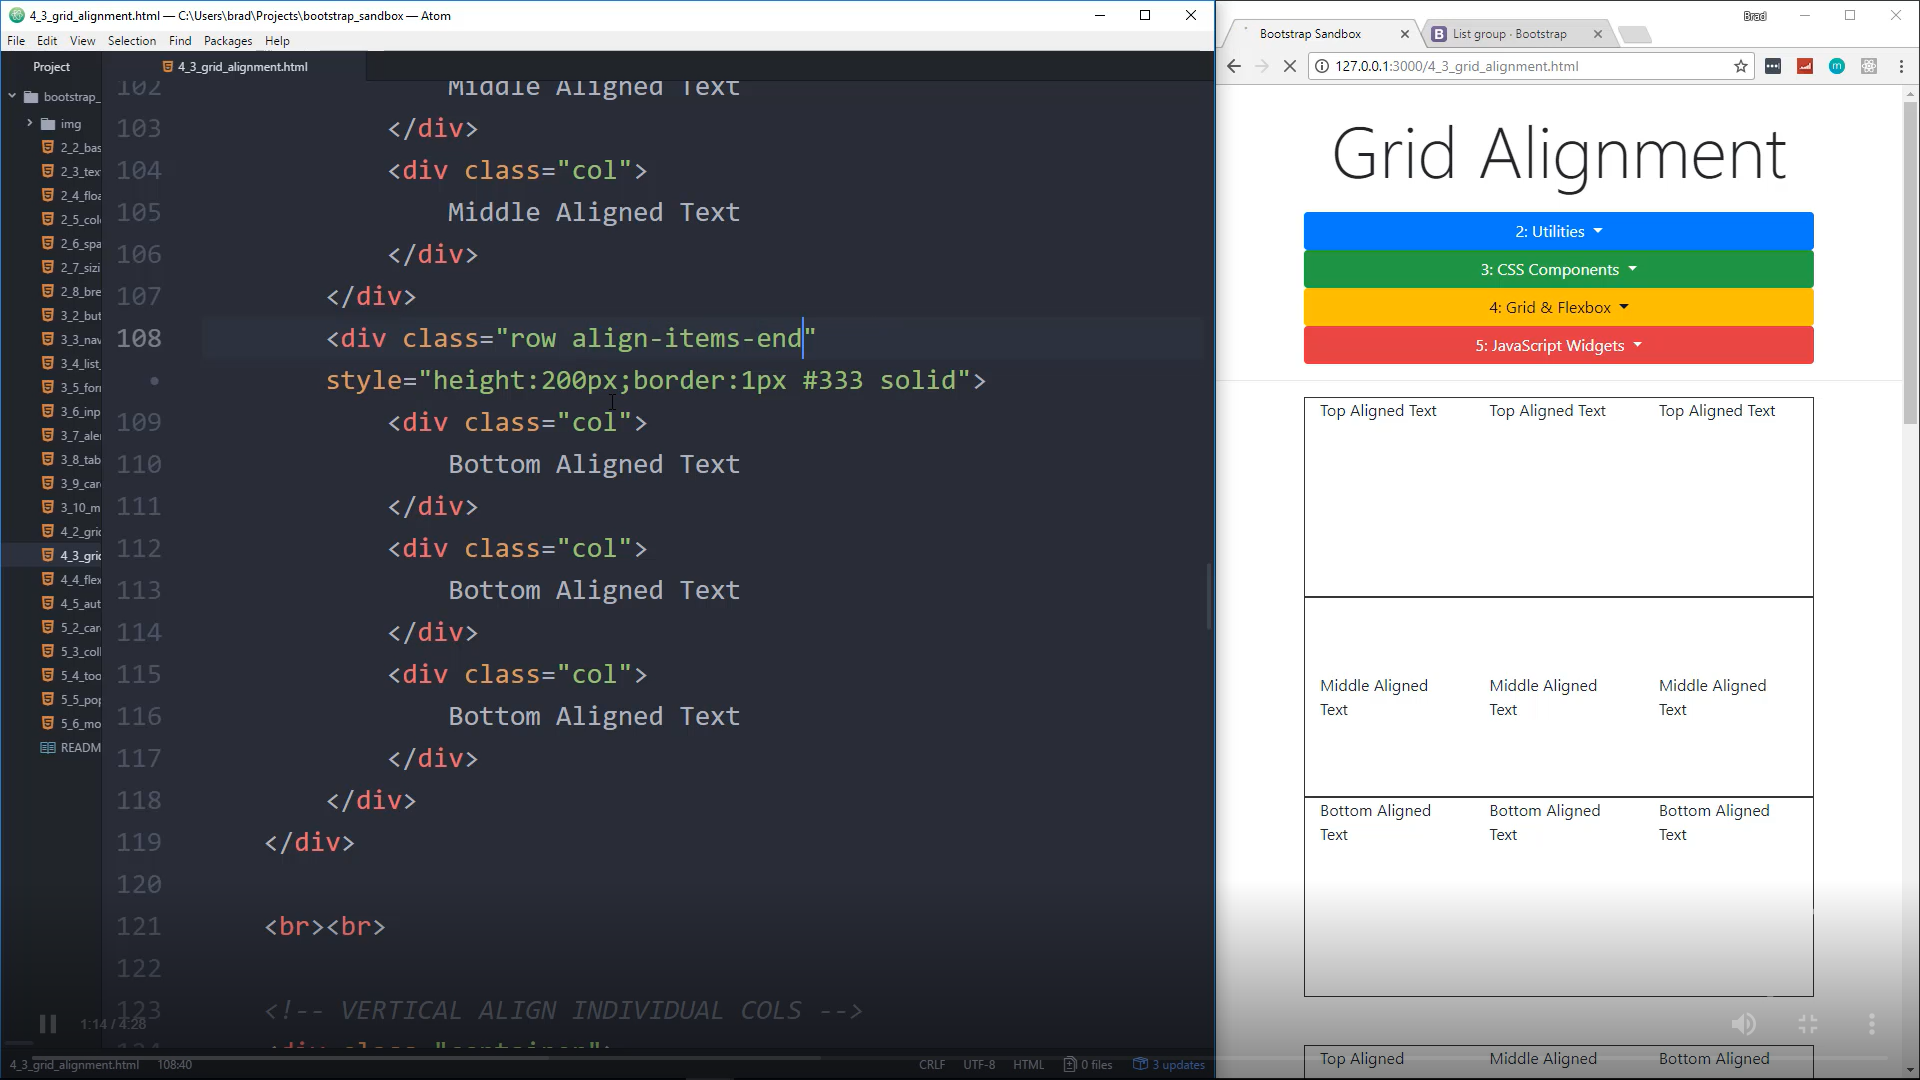 4_3_grid_alignment.html — C:\Users\brad\Projects\bootstrap_sandbox — Atom
File Edit View Selection Find Packages Help
Project
4_3_grid_alignment.html
bootstrap_
img
2_2_bas
2_3_tex
2_4_floa
2_5_colo
2_6_spa
2_7_sizi
2_8_bre
3_2_but
3_3_nav
3_4_list_
3_5_forn
3_6_inp
3_7_aler
3_8_tab
3_9_card
3_10_m
4_2_gric
4_3_gric
4_4_flex
4_5_aut
5_2_card
5_3_coll
5_4_too
5_5_pop
5_6_mo
README
102 Middle Aligned Text
103 </div>
104 <div class="col">
105 Middle Aligned Text
106 </div>
107 </div>
108 <div class="row align-items-end"
• style="height:200px;border:1px #333 solid">
109 <div class="col">
110 Bottom Aligned Text
111 </div>
112 <div class="col">
113 Bottom Aligned Text
114 </div>
115 <div class="col">
116 Bottom Aligned Text
117 </div>
118 </div>
119 </div>
120
121 <br><br>
122
123 <!-- VERTICAL ALIGN INDIVIDUAL COLS -->
124 <div class="container">
1:14 / 4:28
4_3_grid_alignment.html 108:40 CRLF UTF-8 HTML 0 files 3 updates
Brad
Bootstrap Sandbox
List group · Bootstrap
127.0.0.1:3000/4_3_grid_alignment.html
Grid Alignment
2: Utilities
3: CSS Components
4: Grid & Flexbox
5: JavaScript Widgets
Top Aligned Text Top Aligned Text Top Aligned Text
Middle Aligned Middle Aligned Middle Aligned
Text Text Text
Bottom Aligned Bottom Aligned Bottom Aligned
Text Text Text
Top Aligned Middle Aligned Bottom Aligned